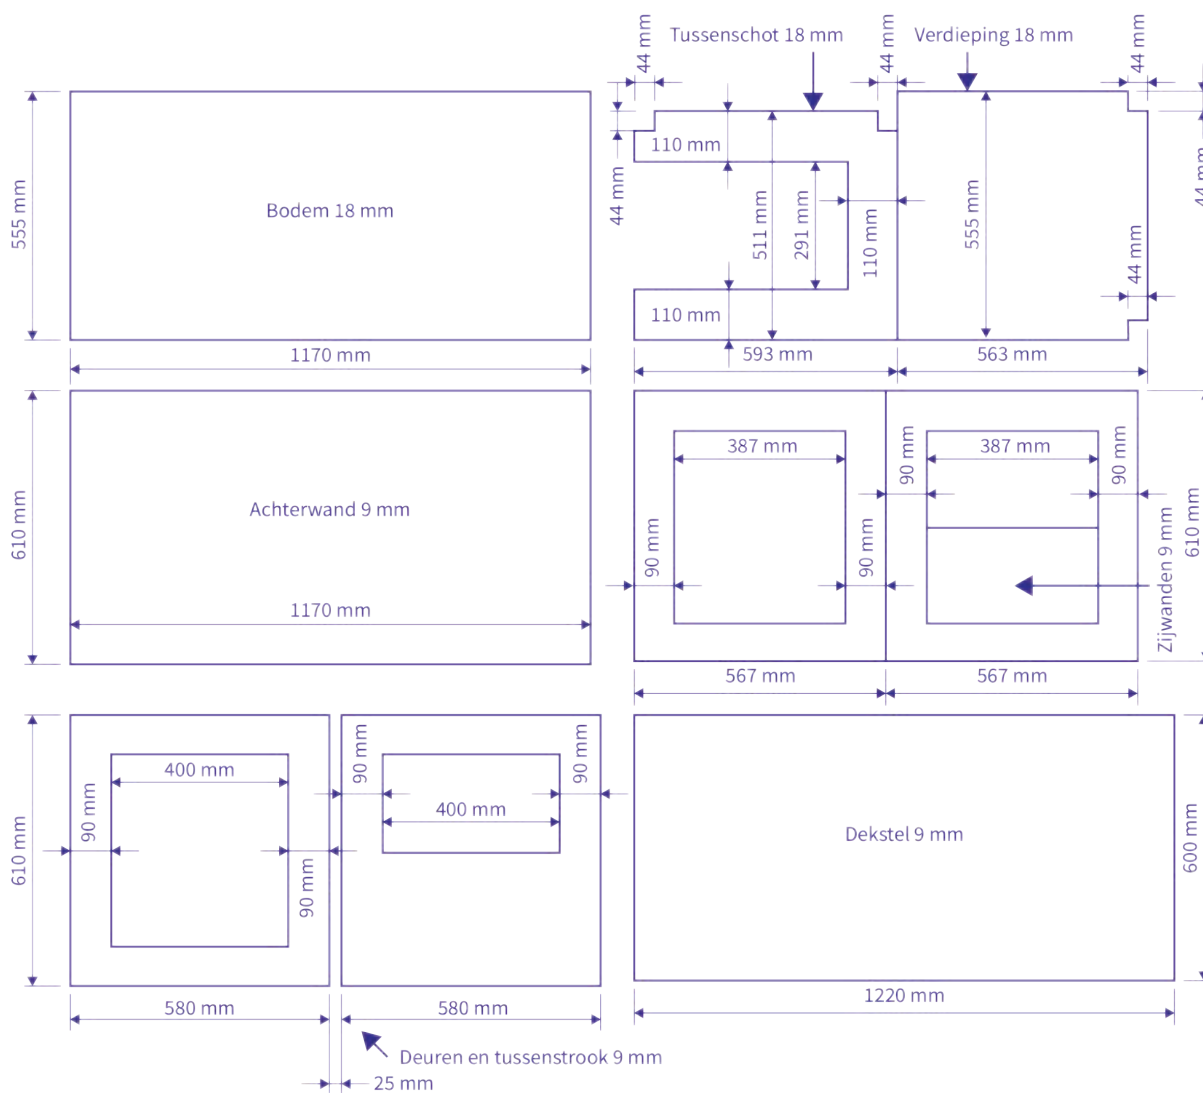 44 mm
Tussenschot 18 mm
44 mm
Verdieping 18 mm
44 mm
555 mm
Bodem 18 mm
1170 mm
44 mm
110 mm
511 mm
291 mm
110 mm
110 mm
593 mm
555 mm
44 mm
44 mm
563 mm
610 mm
Achterwand 9 mm
1170 mm
387 mm
90 mm
90 mm
90 mm
387 mm
90 mm
Zijwanden 9 mm
610 mm
567 mm
567 mm
610 mm
400 mm
90 mm
90 mm
580 mm
90 mm
90 mm
400 mm
580 mm
Deuren en tussenstrook 9 mm
25 mm
Dekstel 9 mm
600 mm
1220 mm